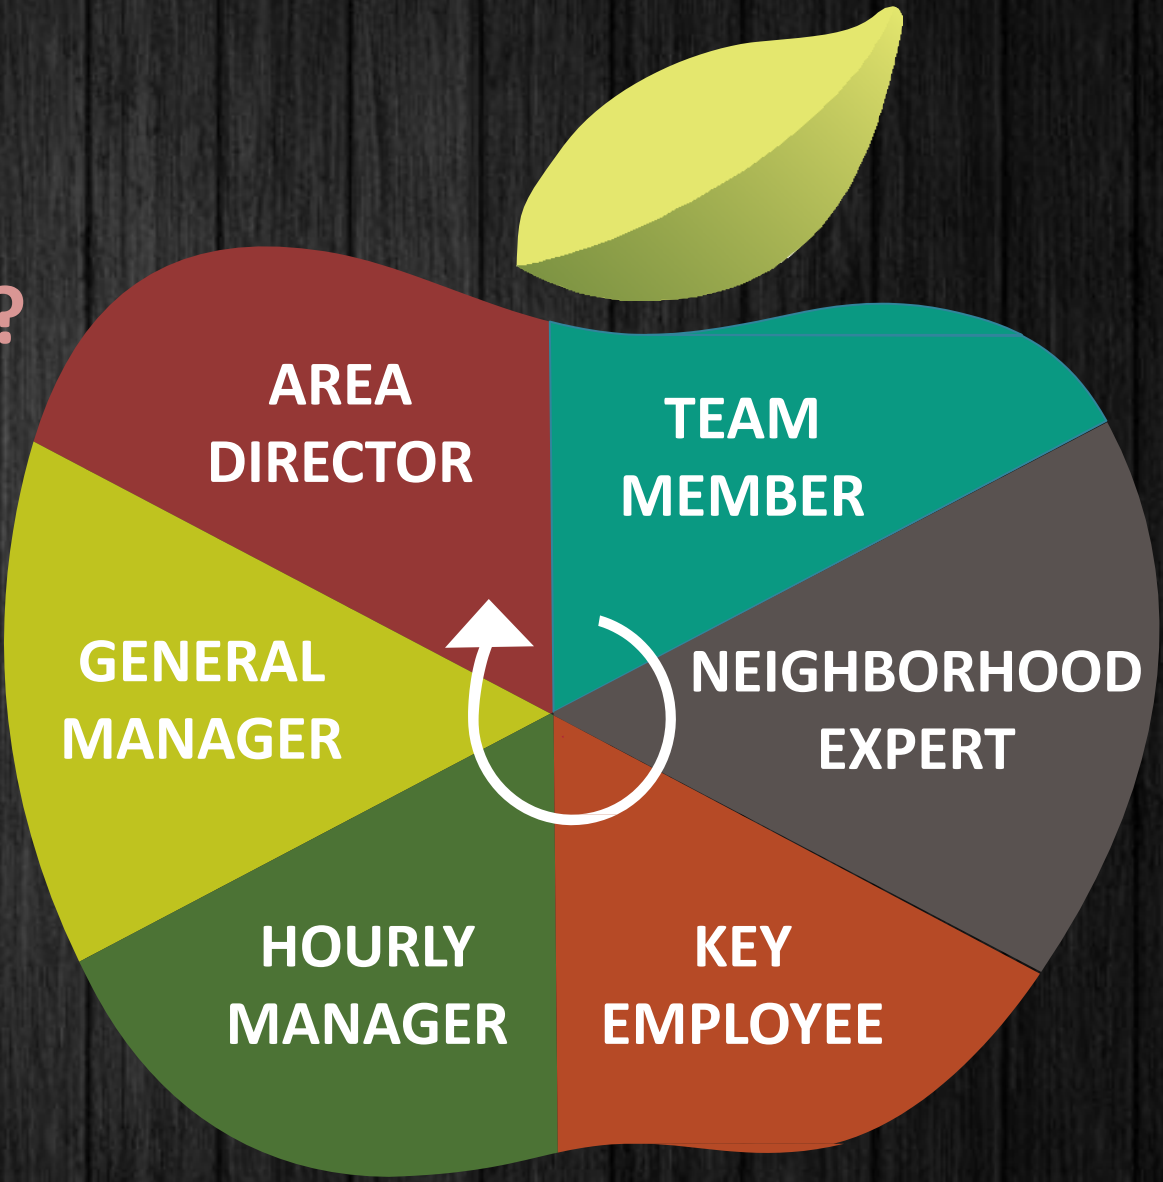 ?
AREA
DIRECTOR
TEAM
MEMBER
NEIGHBORHOOD
EXPERT
KEY
EMPLOYEE
HOURLY
MANAGER
GENERAL
MANAGER